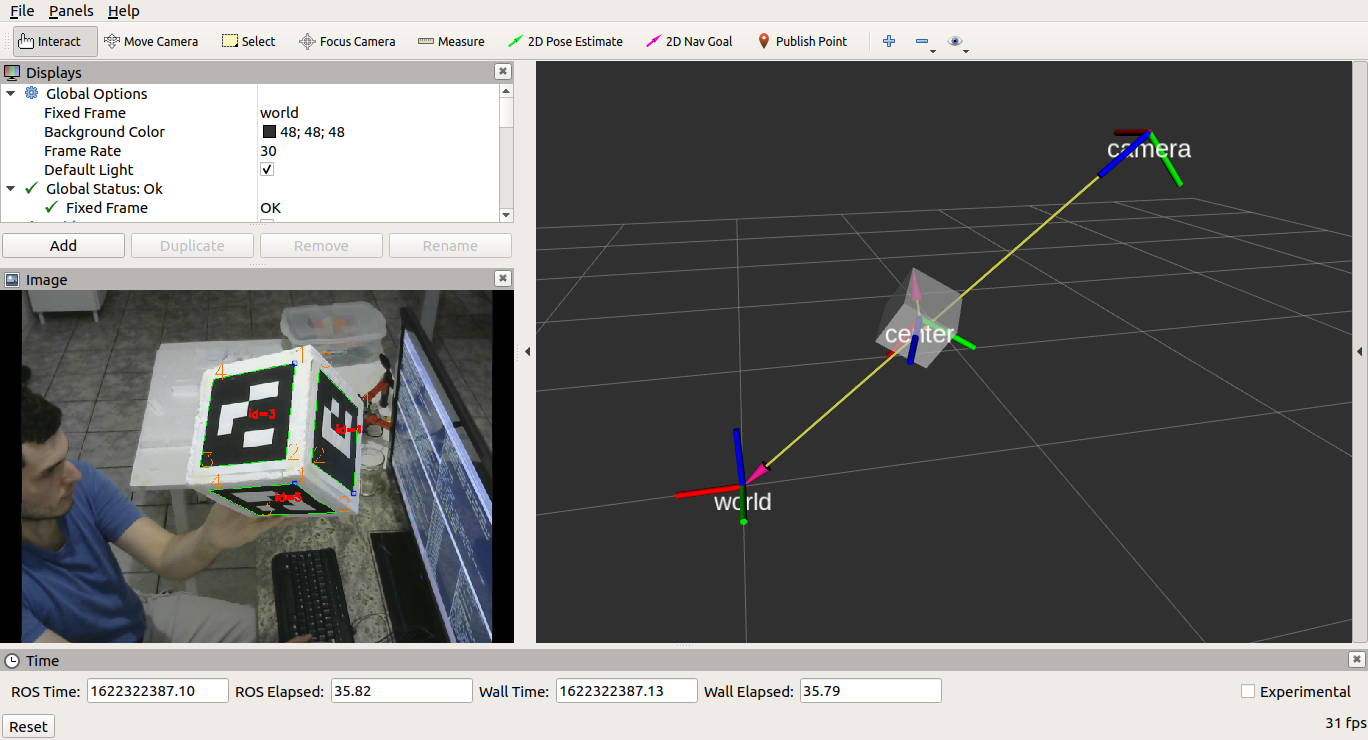 File Panels Help
Interact Move Camera Select Focus Camera Measure 2D Pose Estimate 2D Nav Goal Publish Point
Displays
Global Options
Fixed Frame world
Background Color 48; 48; 48
Frame Rate 30
Default Light
Global Status: Ok
Fixed Frame OK
Add Duplicate Remove Rename
Image
4 1
id=3
id=1
3 2 2
4 1
id=5
camera
center
world
Time
ROS Time: 1622322387.10 ROS Elapsed: 35.82 Wall Time: 1622322387.13 Wall Elapsed: 35.79 Experimental
Reset 31 fps